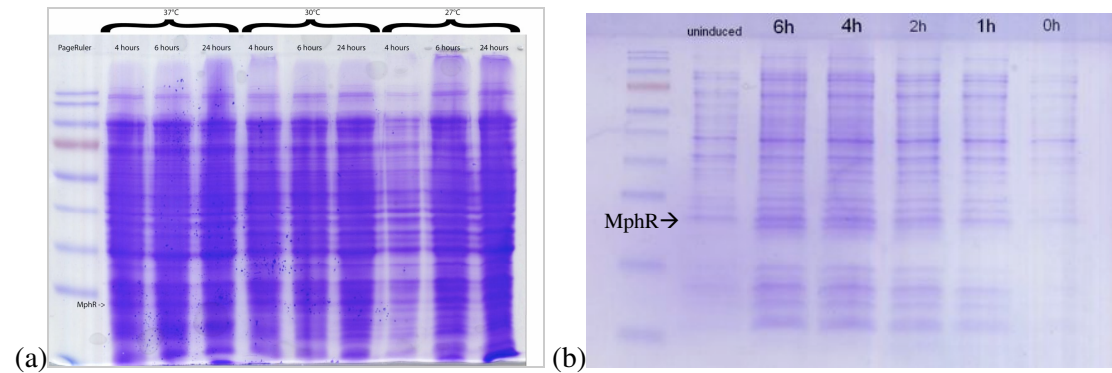 37°C 30°C 27°C
PageRuler 4 hours 6 hours 24 hours 4 hours 6 hours 24 hours 4 hours 6 hours 24 hours
MphR ->
(a)
uninduced 6h 4h 2h 1h 0h
MphR→
(b)